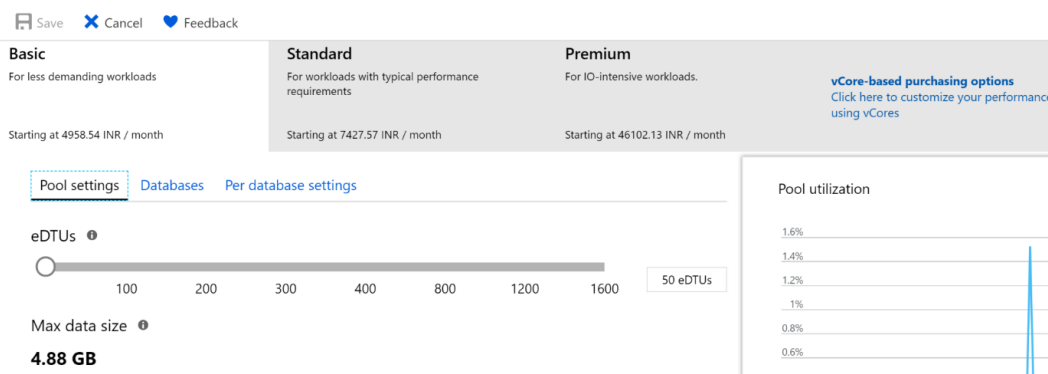 Save Cancel Feedback
Basic
For less demanding workloads
Starting at 4958.54 INR / month
Standard
For workloads with typical performance
requirements
Starting at 7427.57 INR / month
Premium
For IO-intensive workloads.
Starting at 46102.13 INR / month
vCore-based purchasing options
Click here to customize your performance
using vCores
Pool settings Databases Per database settings
eDTUs
100 200 300 400 800 1200 1600
50 eDTUs
Max data size
4.88 GB
Pool utilization
1.6%
1.4%
1.2%
1%
0.8%
0.6%